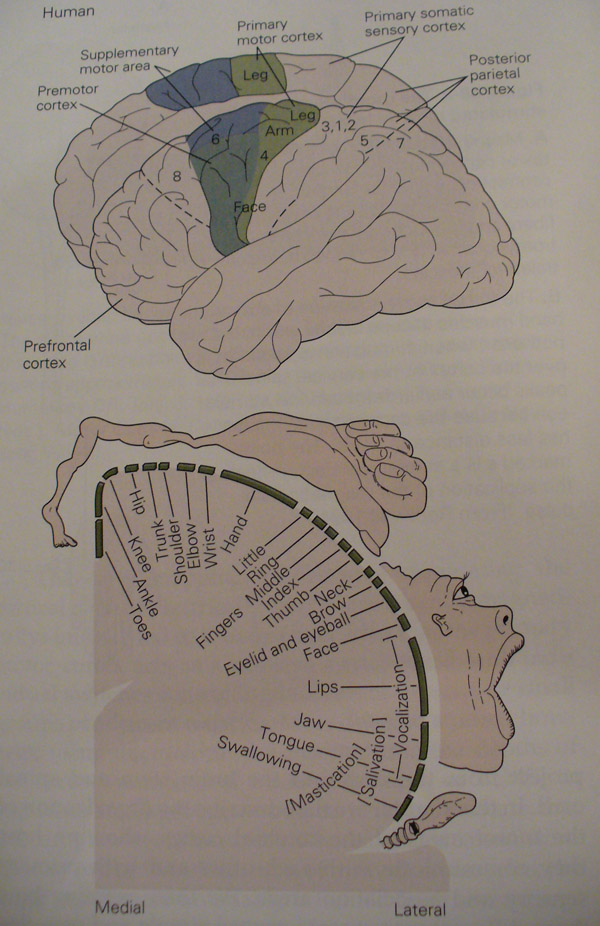 Human
Primary
motor cortex
Primary somatic
sensory cortex
Supplementary
motor area
Posterior
parietal
cortex
Premotor
cortex
Leg
Leg
Arm
3,1,2
6
4
5
7
8
Face
Prefrontal
cortex
Toes
Ankle
Knee
Hip
Trunk
Shoulder
Elbow
Wrist
Hand
Little
Ring
Middle
Index
Thumb
Fingers
Neck
Brow
Eyelid and eyeball
Face
Lips
Jaw
Tongue
Swallowing
[Mastication]
[Salivation]
[Vocalization]
Medial
Lateral